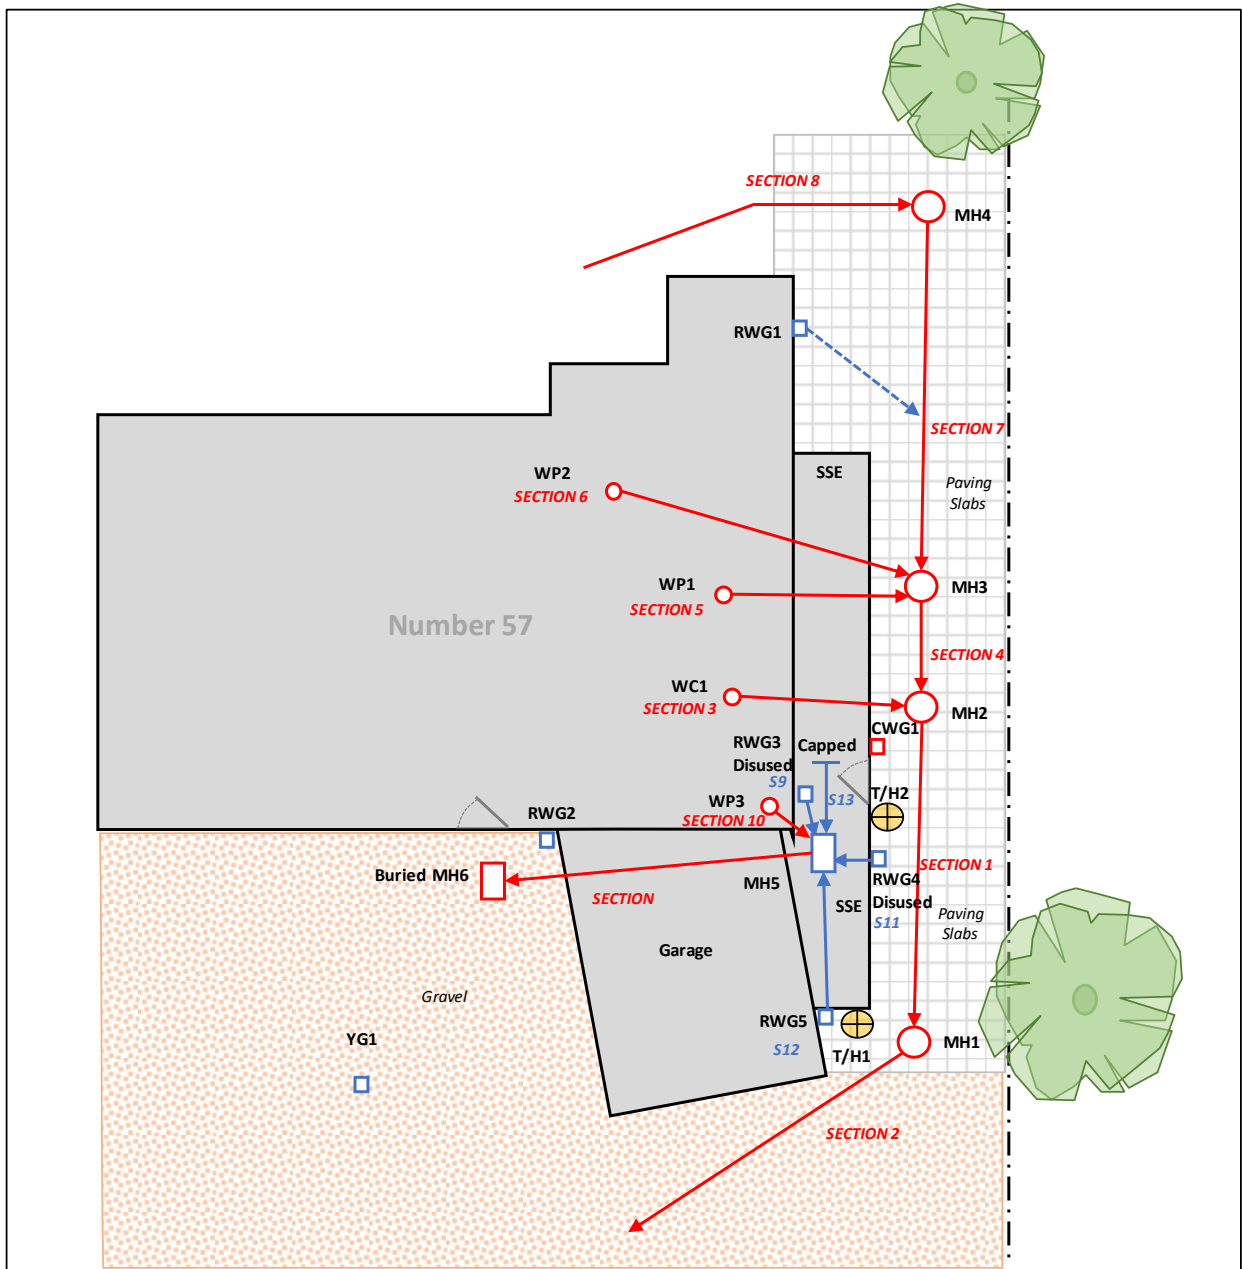 SECTION 8
MH4
RWG1
SECTION 7
WP2
SECTION 6
SSE
Paving
Slabs
WP1
SECTION 5
MH3
Number 57
SECTION 4
WC1
SECTION 3
MH2
CWG1
RWG3
Disused
Capped
S9
S13
T/H2
WP3
SECTION 10
RWG2
Buried MH6
SECTION
MH5
SECTION 1
RWG4
Disused
S11
SSE
Paving
Slabs
Garage
Gravel
YG1
RWG5
S12
T/H1
MH1
SECTION 2